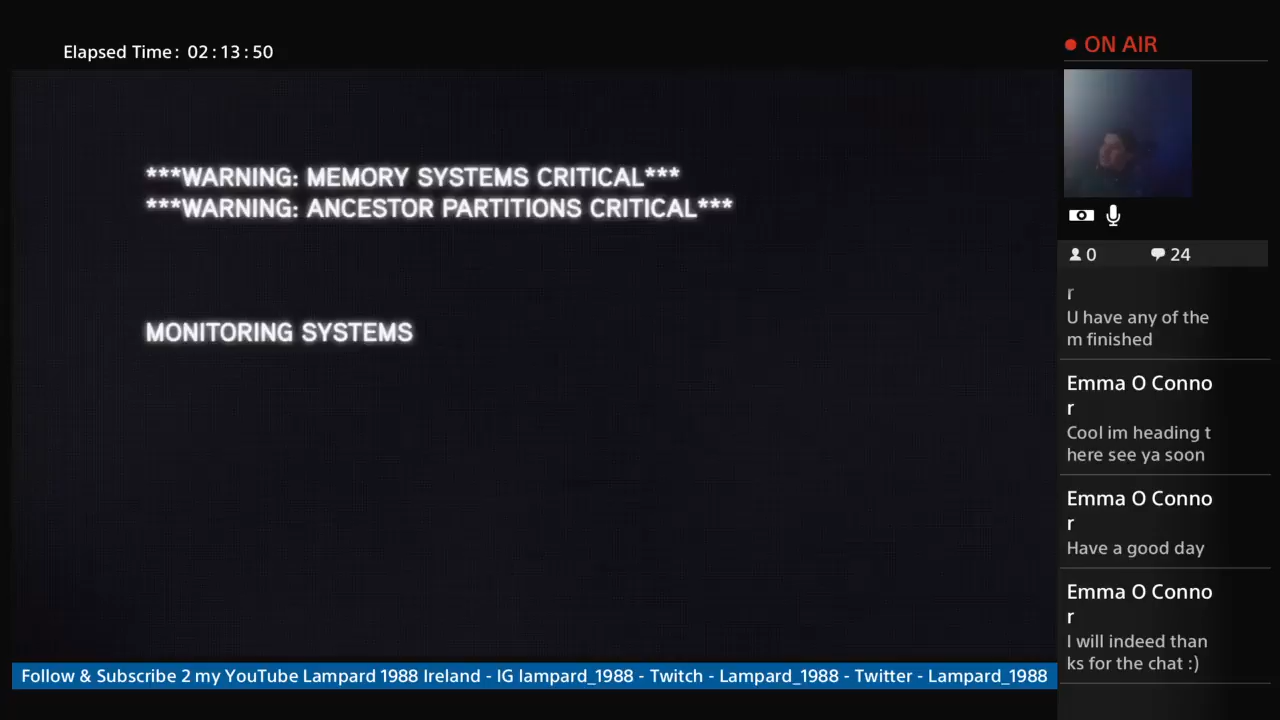 Elapsed Time: 02:13:50
ON AIR
***WARNING: MEMORY SYSTEMS CRITICAL***
***WARNING: ANCESTOR PARTITIONS CRITICAL***
MONITORING SYSTEMS
0 24
r
U have any of the
m finished
Emma O Conno
r
Cool im heading t
here see ya soon
Emma O Conno
r
Have a good day
Emma O Conno
r
I will indeed than
ks for the chat :)
Follow & Subscribe 2 my YouTube Lampard 1988 Ireland - IG lampard_1988 - Twitch - Lampard_1988 - Twitter - Lampard_1988